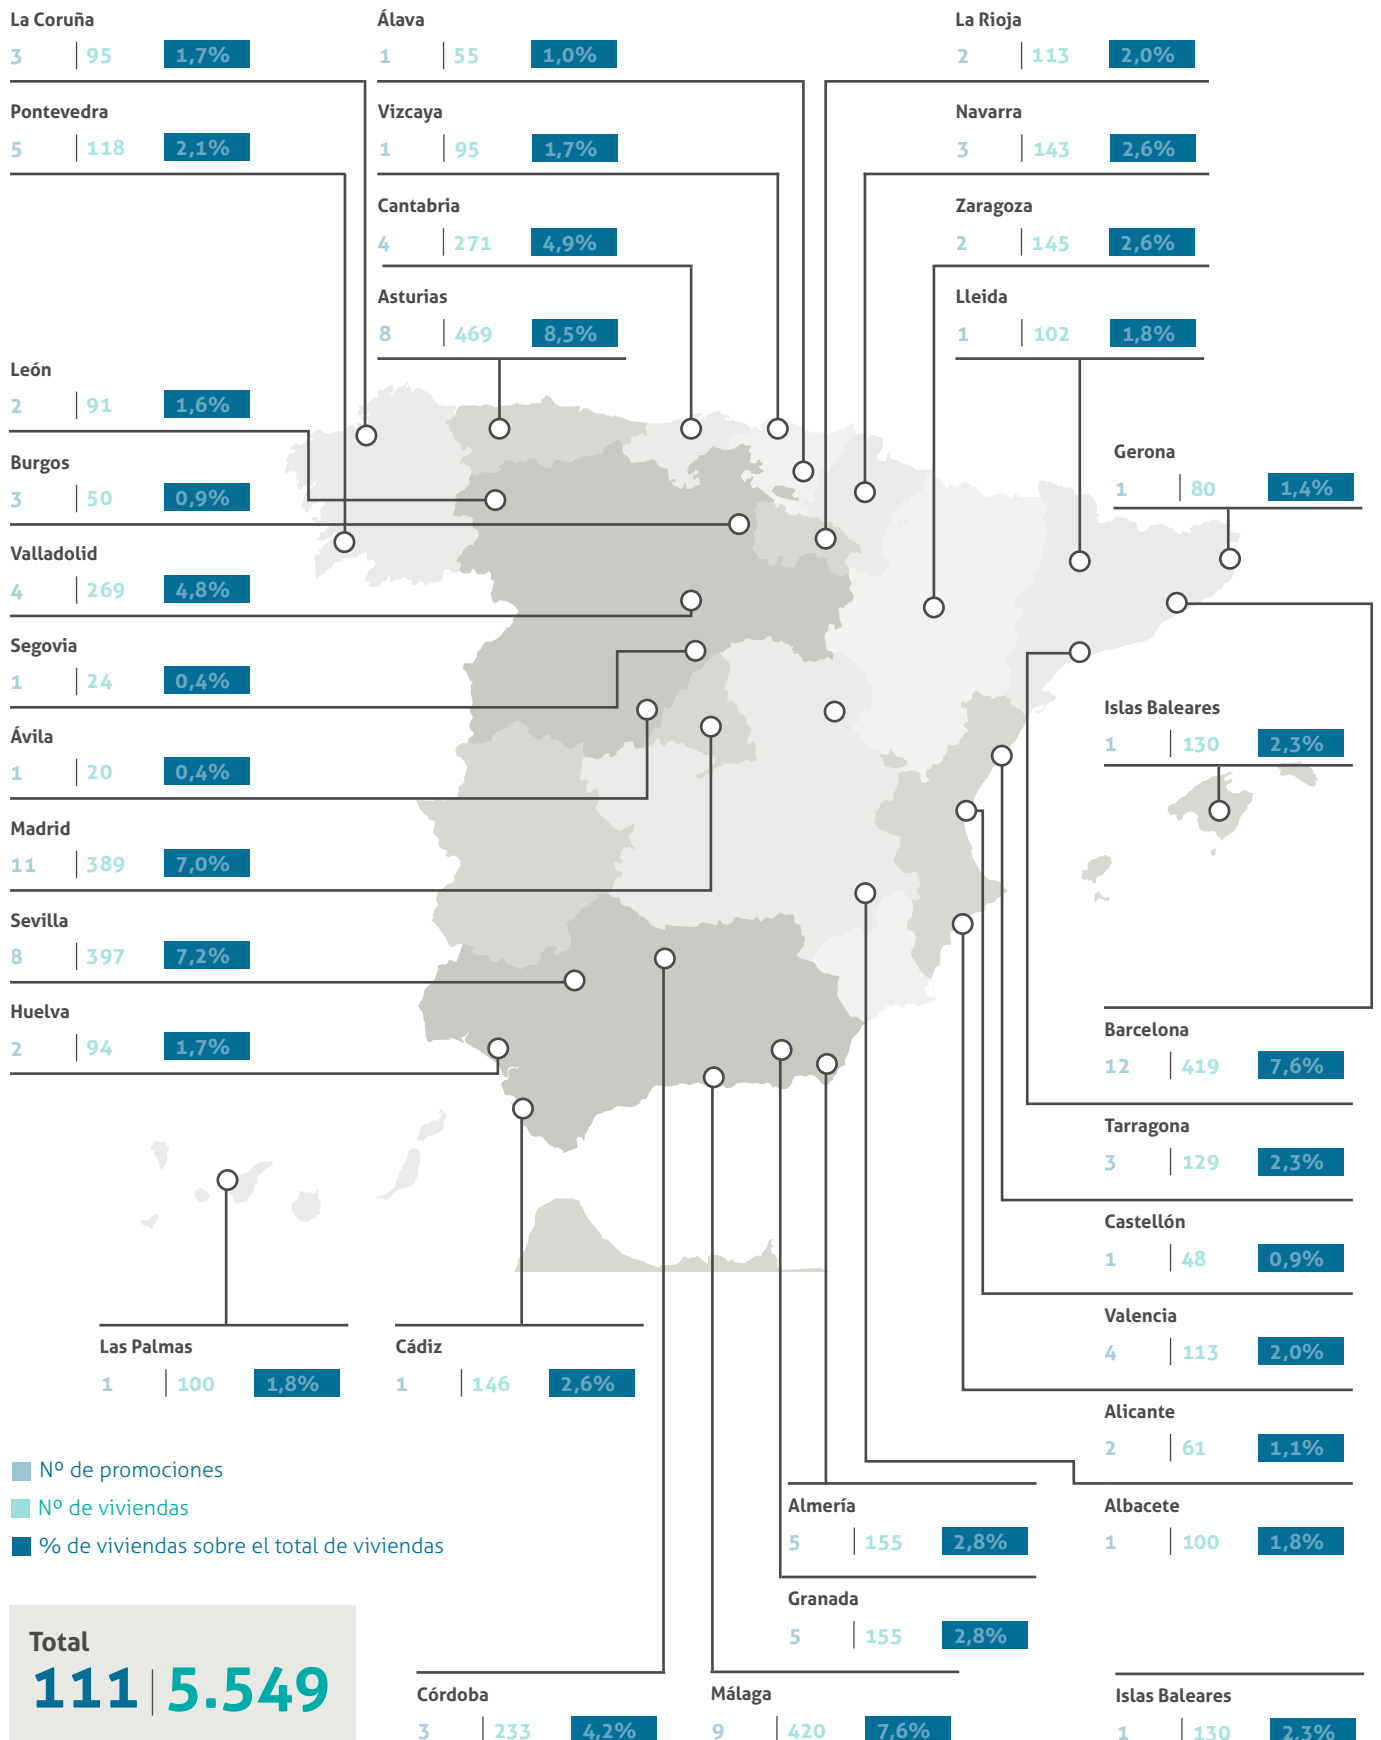 La Coruña
3 95 1,7%
Pontevedra
5 118 2,1%
Álava
1 55 1,0%
Vizcaya
1 95 1,7%
Cantabria
4 271 4,9%
Asturias
8 469 8,5%
La Rioja
2 113 2,0%
Navarra
3 143 2,6%
Zaragoza
2 145 2,6%
Lleida
1 102 1,8%
León
2 91 1,6%
Burgos
3 50 0,9%
Valladolid
4 269 4,8%
Segovia
1 24 0,4%
Ávila
1 20 0,4%
Madrid
11 389 7,0%
Sevilla
8 397 7,2%
Huelva
2 94 1,7%
Gerona
1 80 1,4%
Islas Baleares
1 130 2,3%
Barcelona
12 419 7,6%
Tarragona
3 129 2,3%
Castellón
1 48 0,9%
Valencia
4 113 2,0%
Alicante
2 61 1,1%
Albacete
1 100 1,8%
Las Palmas
1 100 1,8%
Cádiz
1 146 2,6%
Almería
5 155 2,8%
Granada
5 155 2,8%
Nº de promociones
Nº de viviendas
% de viviendas sobre el total de viviendas
Total
111 5.549
Córdoba
3 233 4,2%
Málaga
9 420 7,6%
Islas Baleares
1 130 2,3%